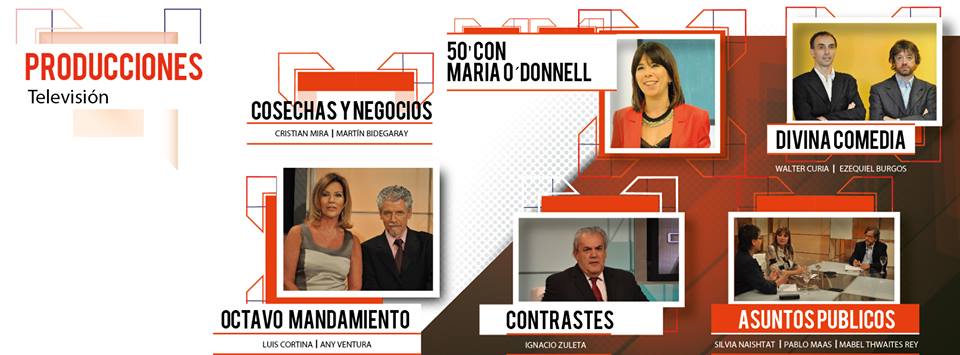 PRODUCCIONES
Televisión
COSECHAS Y NEGOCIOS
CRISTIAN MIRA | MARTÍN BIDEGARAY
50' CON
MARIA O´DONNELL
DIVINA COMEDIA
WALTER CURIA | EZEQUIEL BURGOS
OCTAVO MANDAMIENTO
LUIS CORTINA | ANY VENTURA
CONTRASTES
IGNACIO ZULETA
ASUNTOS PUBLICOS
SILVIA NAISHTAT | PABLO MAAS | MABEL THWAITES REY